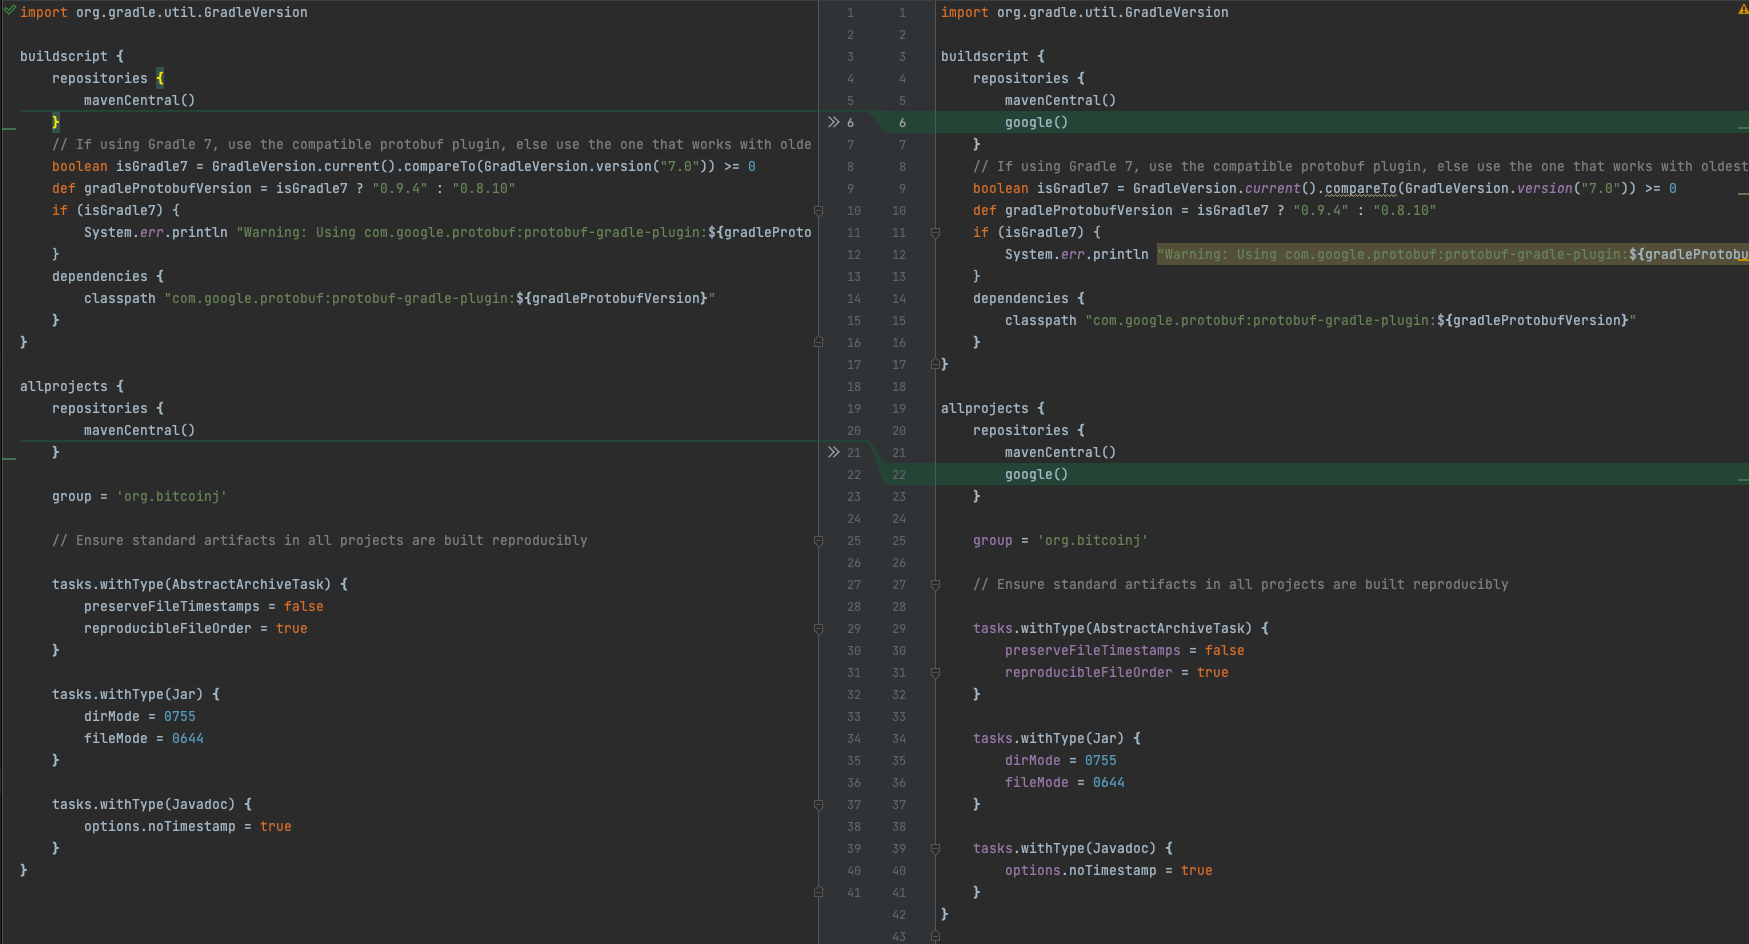 import org.gradle.util.GradleVersion
buildscript {
repositories {
mavenCentral()
}
// If using Gradle 7, use the compatible protobuf plugin, else use the one that works with olde
boolean isGradle7 = GradleVersion.current().compareTo(GradleVersion.version("7.0")) >= 0
def gradleProtobufVersion = isGradle7 ? "0.9.4" : "0.8.10"
if (isGradle7) {
System.err.println "Warning: Using com.google.protobuf:protobuf-gradle-plugin:${gradleProto
}
dependencies {
classpath "com.google.protobuf:protobuf-gradle-plugin:${gradleProtobufVersion}"
}
}
allprojects {
repositories {
mavenCentral()
}
group = 'org.bitcoinj'
// Ensure standard artifacts in all projects are built reproducibly
tasks.withType(AbstractArchiveTask) {
preserveFileTimestamps = false
reproducibleFileOrder = true
}
tasks.withType(Jar) {
dirMode = 0755
fileMode = 0644
}
tasks.withType(Javadoc) {
options.noTimestamp = true
}
}
1 1
2 2
3 3
4 4
5 5
6 6
7 7
8 8
9 9
10 10
11 11
12 12
13 13
14 14
15 15
16 16
17 17
18 18
19 19
20 20
21 21
22 22
23 23
24 24
25 25
26 26
27 27
28 28
29 29
30 30
31 31
32 32
33 33
34 34
35 35
36 36
37 37
38 38
39 39
40 40
41 41
42
43
import org.gradle.util.GradleVersion
buildscript {
repositories {
mavenCentral()
google()
}
// If using Gradle 7, use the compatible protobuf plugin, else use the one that works with oldest
boolean isGradle7 = GradleVersion.current().compareTo(GradleVersion.version("7.0")) >= 0
def gradleProtobufVersion = isGradle7 ? "0.9.4" : "0.8.10"
if (isGradle7) {
System.err.println "Warning: Using com.google.protobuf:protobuf-gradle-plugin:${gradleProtobu
}
dependencies {
classpath "com.google.protobuf:protobuf-gradle-plugin:${gradleProtobufVersion}"
}
}
allprojects {
repositories {
mavenCentral()
google()
}
group = 'org.bitcoinj'
// Ensure standard artifacts in all projects are built reproducibly
tasks.withType(AbstractArchiveTask) {
preserveFileTimestamps = false
reproducibleFileOrder = true
}
tasks.withType(Jar) {
dirMode = 0755
fileMode = 0644
}
tasks.withType(Javadoc) {
options.noTimestamp = true
}
}